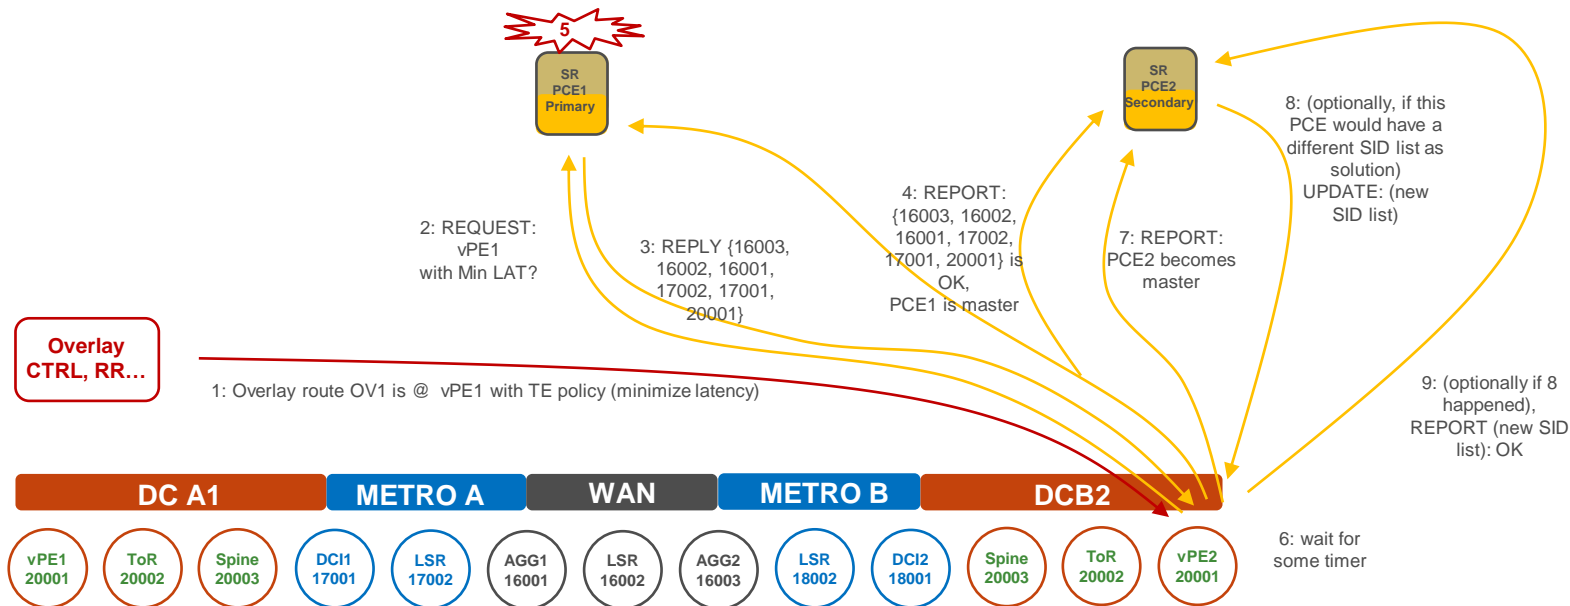 5
SR
PCE1
Primary
SR
PCE2
Secondary
8: (optionally, if this
PCE would have a
different SID list as
solution)
UPDATE: (new
SID list)
2: REQUEST:
vPE1
with Min LAT?
3: REPLY {16003,
16002, 16001,
17002, 17001,
20001}
4: REPORT:
{16003, 16002,
16001, 17002,
17001, 20001} is
OK,
PCE1 is master
7: REPORT:
PCE2 becomes
master
Overlay
CTRL, RR...
1: Overlay route OV1 is @ vPE1 with TE policy (minimize latency)
9: (optionally if 8
happened),
REPORT (new SID
list): OK
DC A1
METRO A
WAN
METRO B
DCB2
vPE1
20001
ToR
20002
Spine
20003
DCI1
17001
LSR
17002
AGG1
16001
LSR
16002
AGG2
16003
LSR
18002
DCI2
18001
Spine
20003
ToR
20002
vPE2
20001
6: wait for
some timer